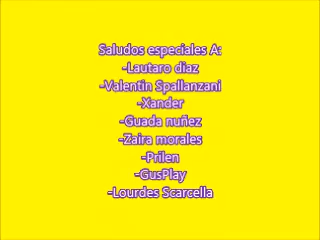 Saludos especiales A:
-Lautaro diaz
-Valentin Spallanzani
-Xander
-Guada nuñez
-Zaira morales
-Prilen
-GusPlay
-Lourdes Scarcella